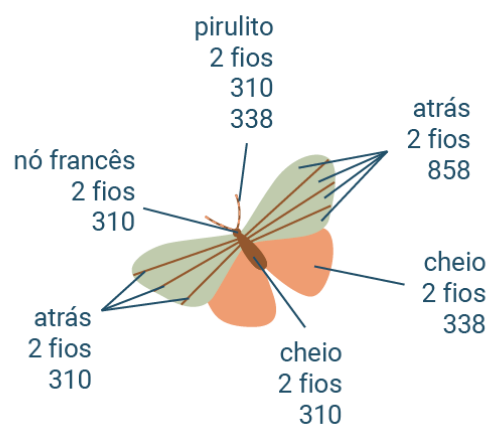 pirulito
2 fios
310
338
atrás
2 fios
858
nó francês
2 fios
310
cheio
2 fios
338
atrás
2 fios
310
cheio
2 fios
310